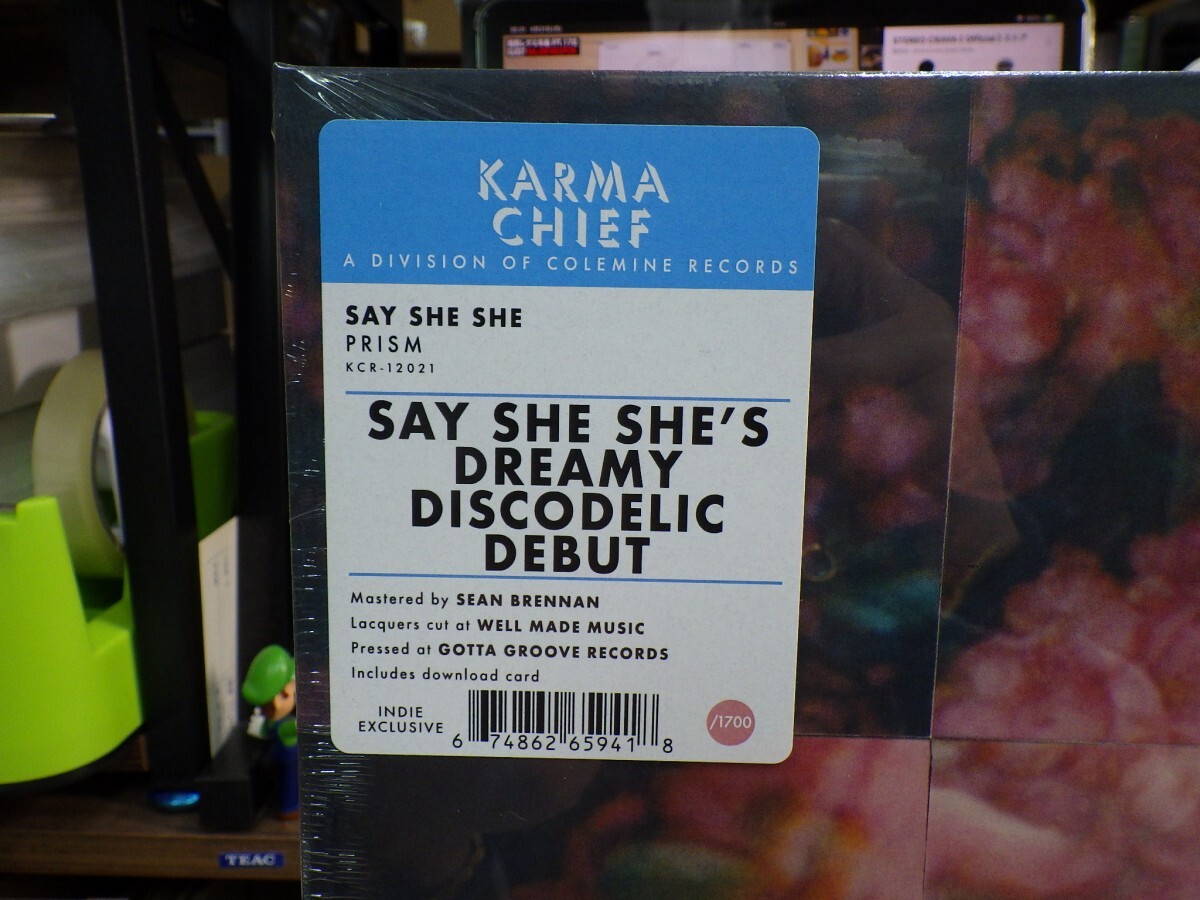 KARMA
CHIEF
A DIVISION OF COLEMINE RECORDS
SAY SHE SHE
PRISM
KCR-12021
SAY SHE SHE'S
DREAMY
DISCODELIC
DEBUT
Mastered by SEAN BRENNAN
Lacquers cut at WELL MADE MUSIC
Pressed at GOTTA GROOVE RECORDS
Includes download card
INDIE
EXCLUSIVE
6 74862 65941 8
/1700
TEAC